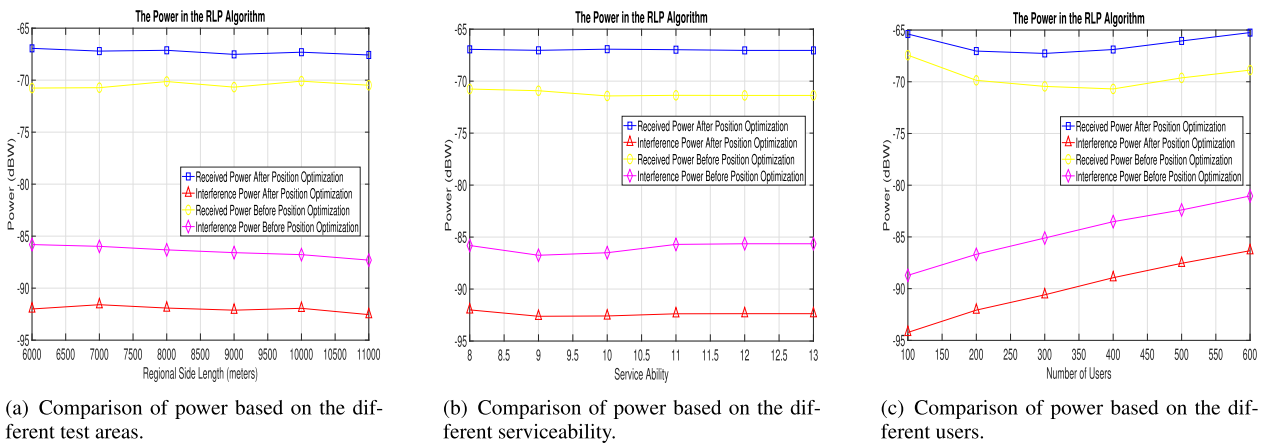 The Power in the RLP Algorithm
-65
-70
-75
-80
-85
-90
-95
Power (dBW)
Received Power After Position Optimization
Interference Power After Position Optimization
Received Power Before Position Optimization
Interference Power Before Position Optimization
6000 6500 7000 7500 8000 8500 9000 9500 10000 10500 11000
Regional Side Length (meters)
(a) Comparison of power based on the dif-
ferent test areas.
The Power in the RLP Algorithm
-65
-70
-75
-80
-85
-90
-95
Power (dBW)
Received Power After Position Optimization
Interference Power After Position Optimization
Received Power Before Position Optimization
Interference Power Before Position Optimization
8 8.5 9 9.5 10 10.5 11 11.5 12 12.5 13
Service Ability
(b) Comparison of power based on the dif-
ferent serviceability.
The Power in the RLP Algorithm
-65
-70
-75
-80
-85
-90
-95
Power (dBW)
Received Power After Position Optimization
Interference Power After Position Optimization
Received Power Before Position Optimization
Interference Power Before Position Optimization
100 150 200 250 300 350 400 450 500 550 600
Number of Users
(c) Comparison of power based on the dif-
ferent users.